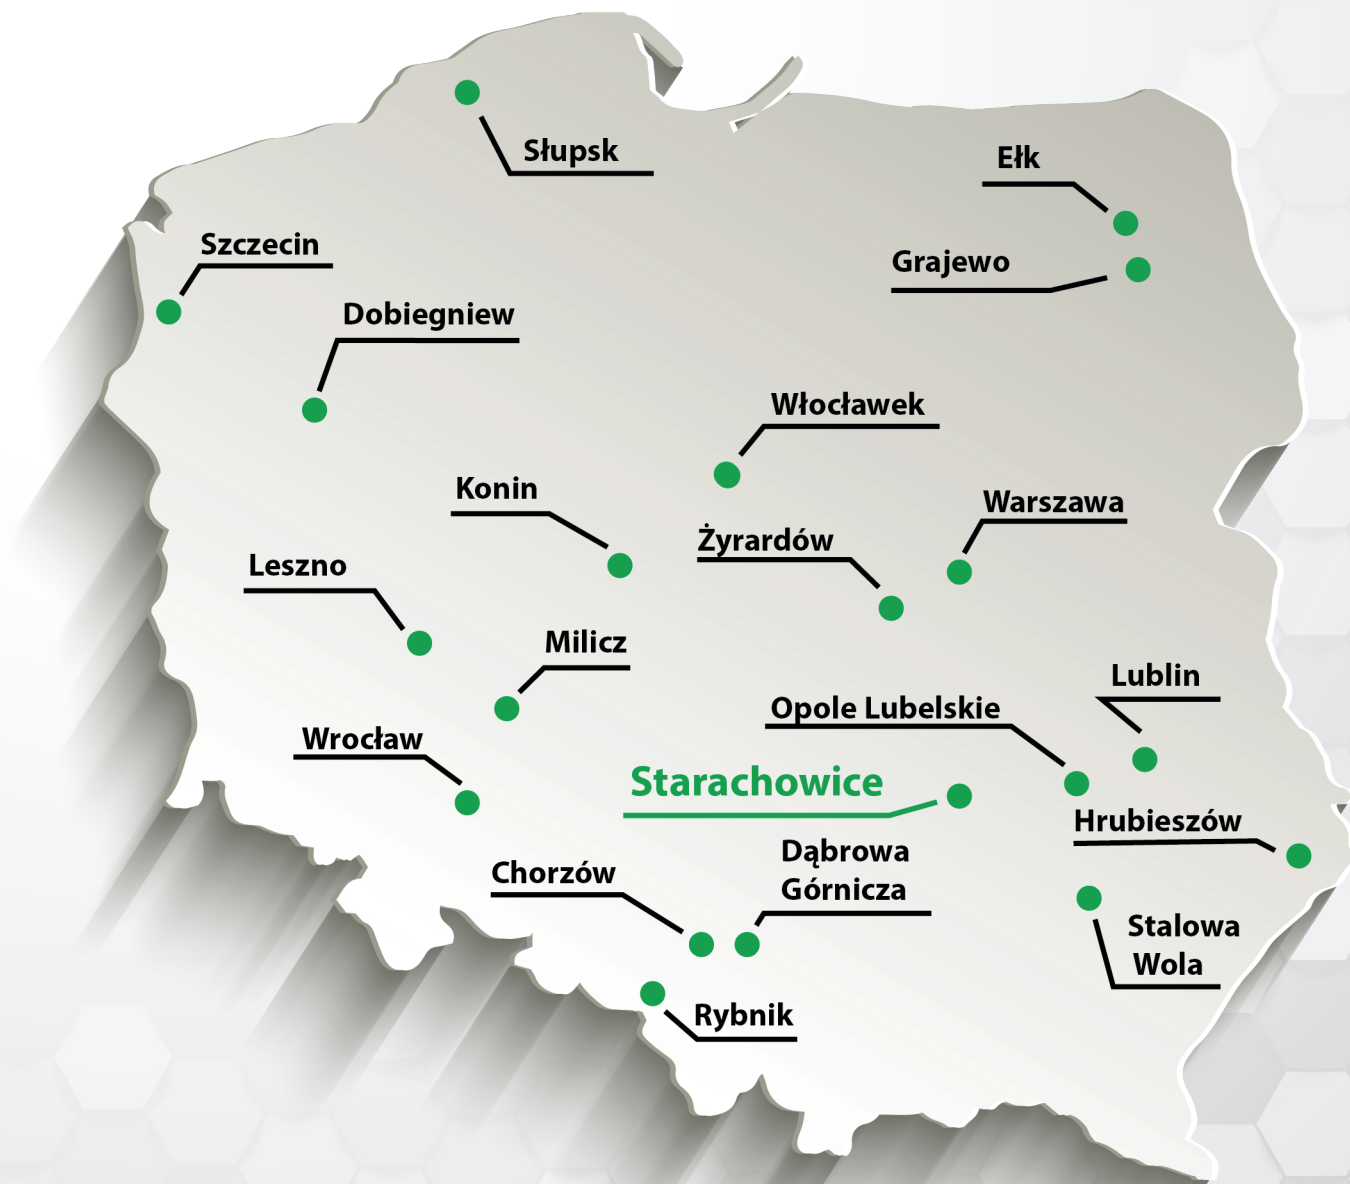 Słupsk
Ełk
Szczecin
Grajewo
Dobiegniew
Włocławek
Konin
Warszawa
Żyrardów
Leszno
Milicz
Lublin
Opole Lubelskie
Wrocław
Starachowice
Hrubieszów
Dąbrowa
Górnicza
Chorzów
Stalowa
Wola
Rybnik